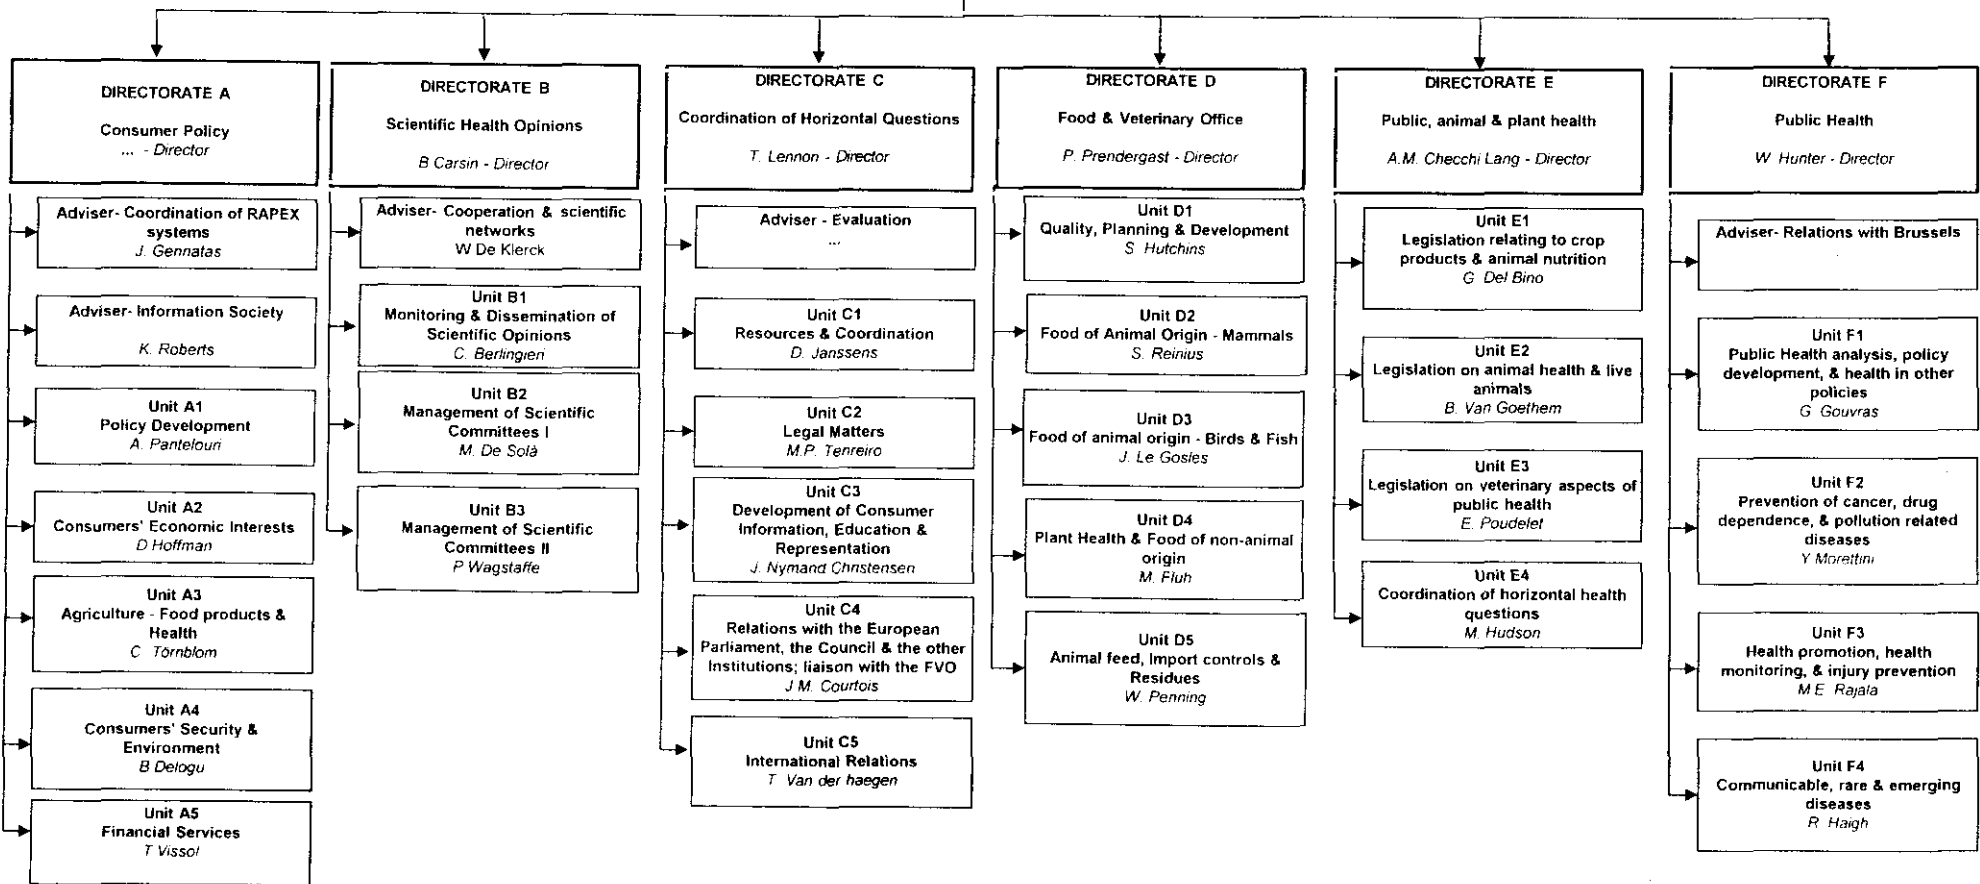 DIRECTORATE A
Consumer Policy
... - Director
Adviser- Coordination of RAPEX
systems
J. Gennatas
Adviser- Information Society
K. Roberts
Unit A1
Policy Development
A. Pantelouri
Unit A2
Consumers' Economic Interests
D Hoffman
Unit A3
Agriculture - Food products &
Health
C. Törnblom
Unit A4
Consumers' Security &
Environment
B Delogu
Unit A5
Financial Services
T Vissol
DIRECTORATE B
Scientific Health Opinions
B Carsin - Director
Adviser- Cooperation & scientific
networks
W De Klerck
Unit B1
Monitoring & Dissemination of
Scientific Opinions
C. Berlingieri
Unit B2
Management of Scientific
Committees I
M. De Solà
Unit B3
Management of Scientific
Committees II
P Wagstaffe
DIRECTORATE C
Coordination of Horizontal Questions
T. Lennon - Director
Adviser - Evaluation
...
Unit C1
Resources & Coordination
D. Janssens
Unit C2
Legal Matters
M.P. Tenreiro
Unit C3
Development of Consumer
Information, Education &
Representation
J. Nymand Christensen
Unit C4
Relations with the European
Parliament, the Council & the other
Institutions; liaison with the FVO
J M. Courtois
Unit C5
International Relations
T Van der haegen
DIRECTORATE D
Food & Veterinary Office
P. Prendergast - Director
Unit D1
Quality, Planning & Development
S Hutchins
Unit D2
Food of Animal Origin - Mammals
S. Reinius
Unit D3
Food of animal origin - Birds & Fish
J. Le Gosles
Unit D4
Plant Health & Food of non-animal
origin
M. Fluh
Unit D5
Animal feed, Import controls &
Residues
W. Penning
DIRECTORATE E
Public, animal & plant health
A.M. Checchi Lang - Director
Unit E1
Legislation relating to crop
products & animal nutrition
G Del Bino
Unit E2
Legislation on animal health & live
animals
B. Van Goethem
Unit E3
Legislation on veterinary aspects of
public health
E. Poudelet
Unit E4
Coordination of horizontal health
questions
M. Hudson
DIRECTORATE F
Public Health
W Hunter - Director
Adviser- Relations with Brussels
Unit F1
Public Health analysis, policy
development, & health in other
policies
G Gouvras
Unit F2
Prevention of cancer, drug
dependence, & pollution related
diseases
Y Morettini
Unit F3
Health promotion, health
monitoring, & injury prevention
M E Rajala
Unit F4
Communicable, rare & emerging
diseases
R Haigh